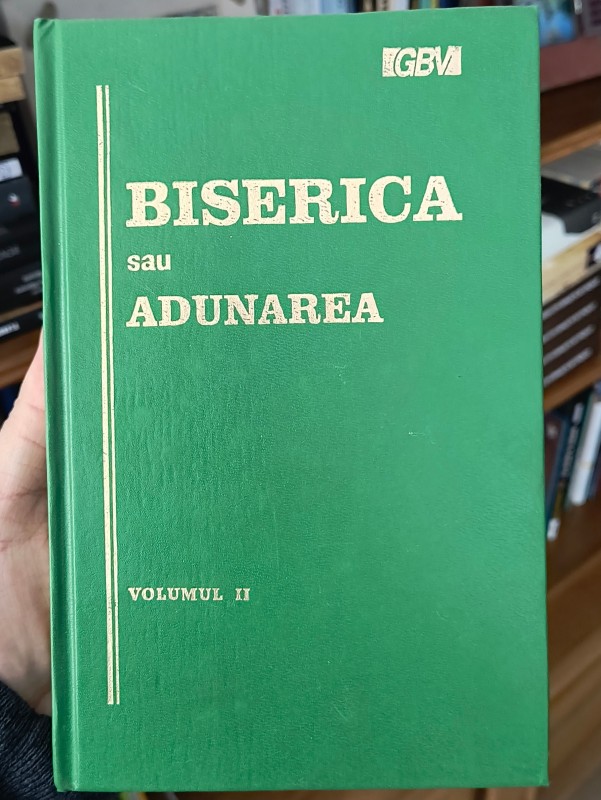 GBV
BISERICA
sau
ADUNAREA
VOLUMUL II